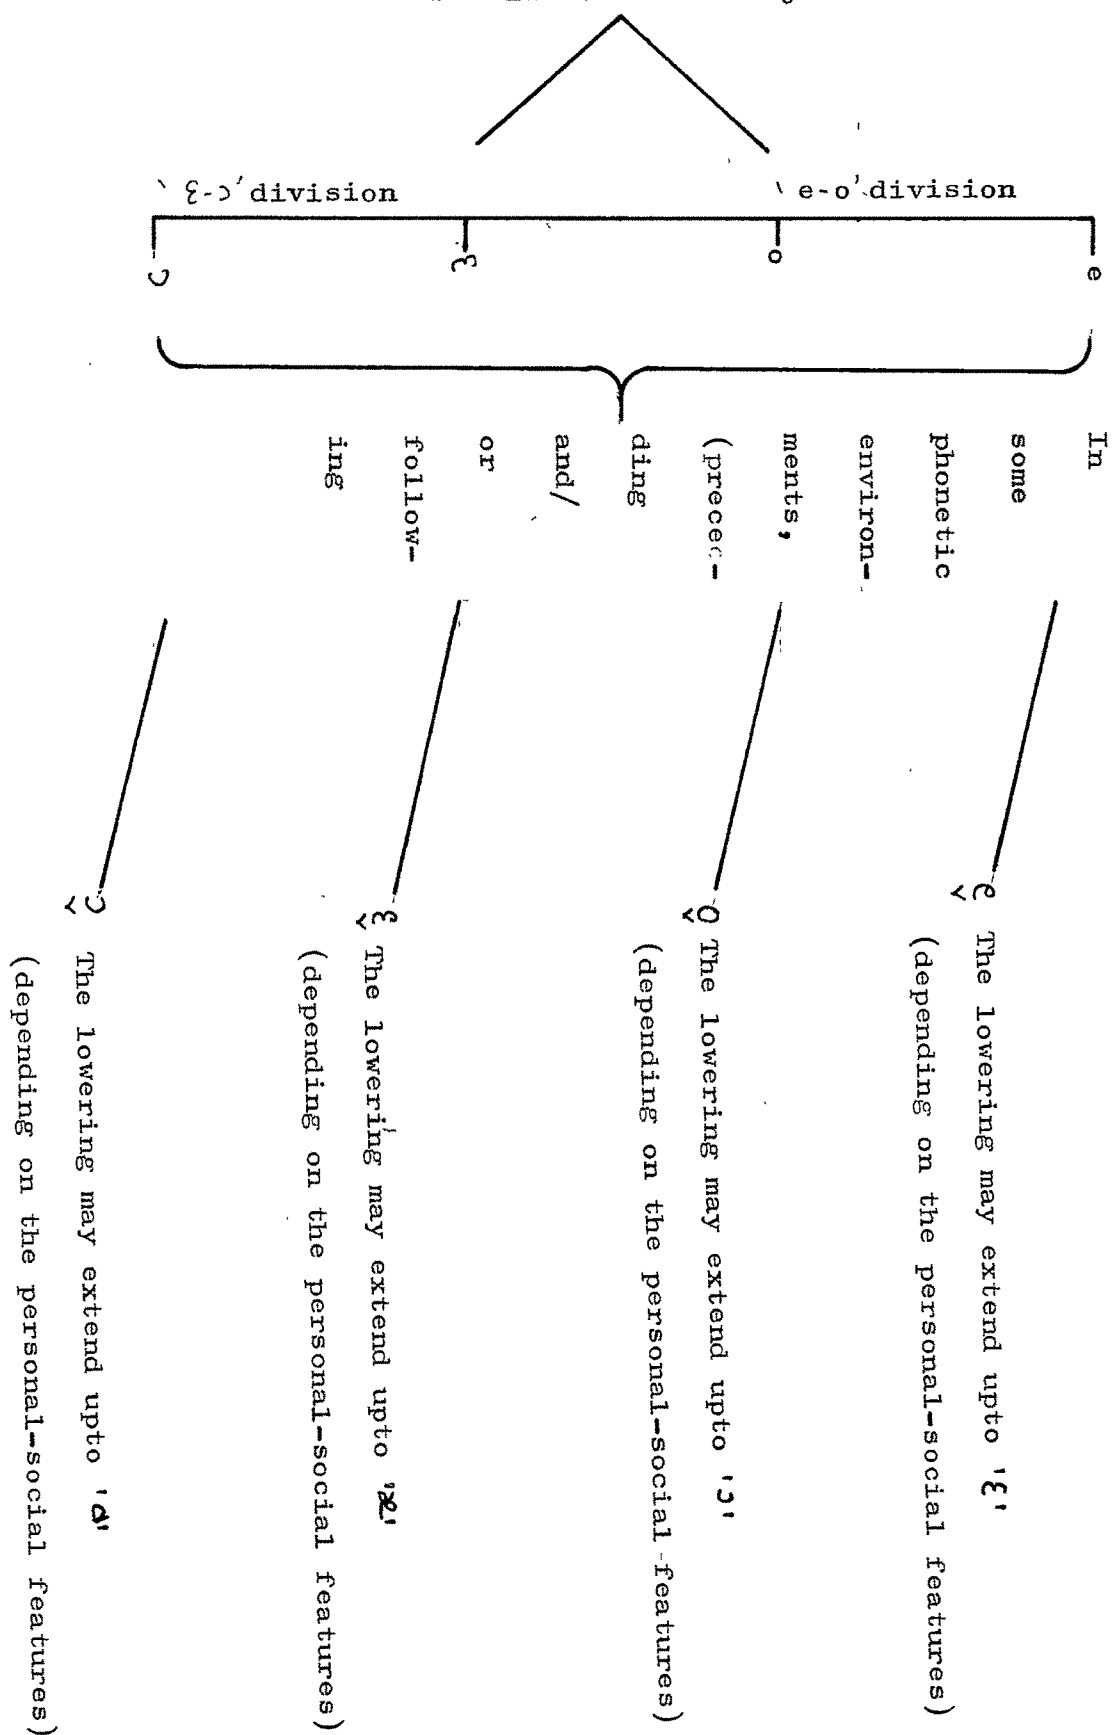 'ɛ-ɔ' division
'e-o' division
e
o
ɛ
ɔ
In
some
phonetic
environ-
ments,
(preced-
ding
and/
or
follow-
ing
e̬ The lowering may extend upto 'ɛ'
(depending on the personal-social features)
o̬ The lowering may extend upto 'ɔ'
(depending on the personal-social features)
ɛ̬ The lowering may extend upto 'æ'
(depending on the personal-social features)
ɔ̬ The lowering may extend upto 'ɒ'
(depending on the personal-social features)